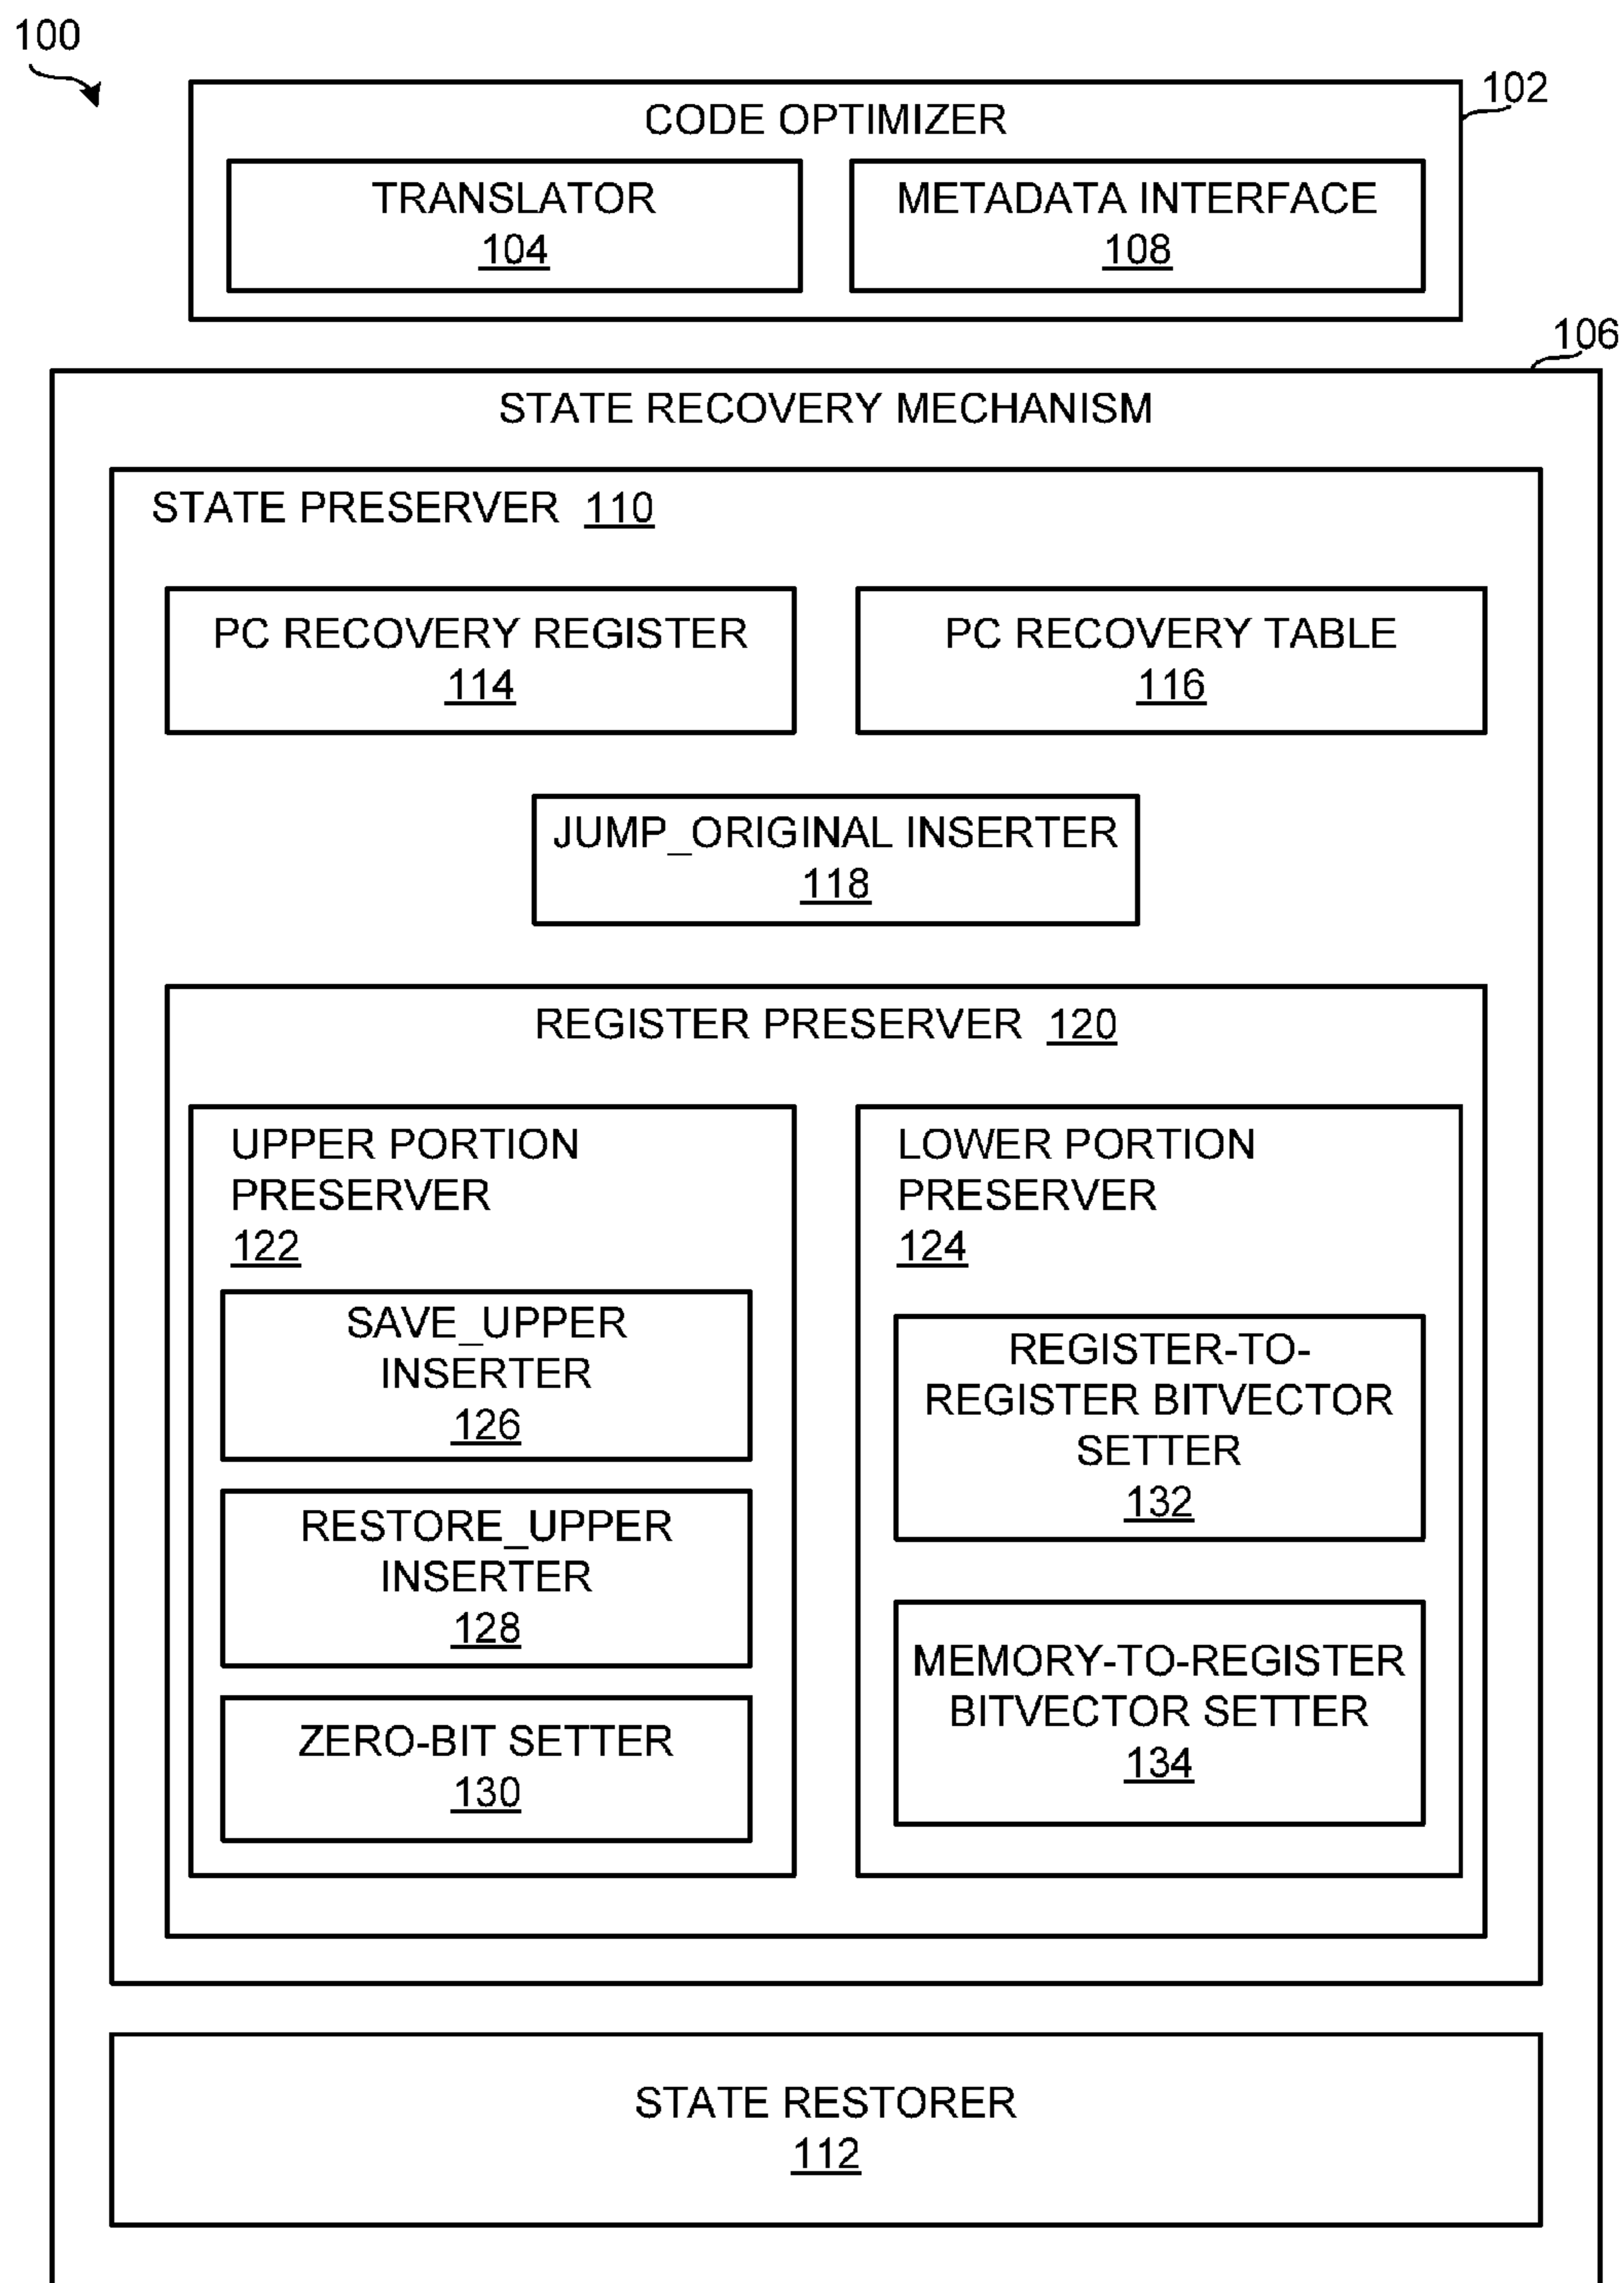 100
102
CODE OPTIMIZER
TRANSLATOR
104
METADATA INTERFACE
108
106
STATE RECOVERY MECHANISM
STATE PRESERVER 110
PC RECOVERY REGISTER
114
PC RECOVERY TABLE
116
JUMP_ORIGINAL INSERTER
118
REGISTER PRESERVER 120
UPPER PORTION
PRESERVER
122
SAVE_UPPER
INSERTER
126
RESTORE_UPPER
INSERTER
128
ZERO-BIT SETTER
130
LOWER PORTION
PRESERVER
124
REGISTER-TO-
REGISTER BITVECTOR
SETTER
132
MEMORY-TO-REGISTER
BITVECTOR SETTER
134
STATE RESTORER
112